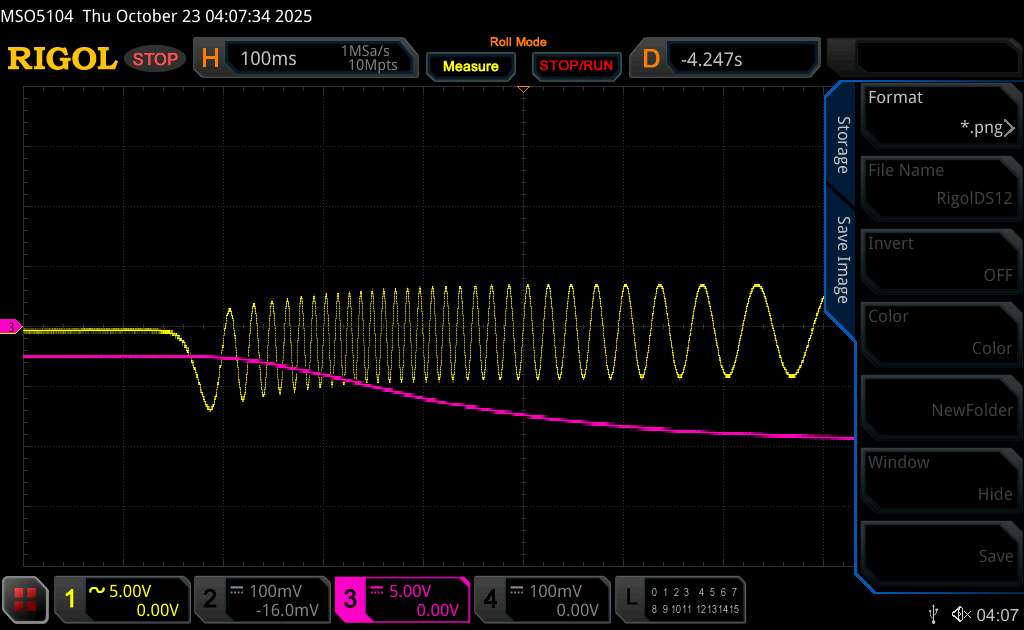 MSO5104 Thu October 23 04:07:34 2025
Roll Mode
RIGOL STOP H 100ms 1MSa/s 10Mpts Measure STOP/RUN D -4.247s
Storage
Save Image
Format
*.png
File Name
RigolDS12
Invert
OFF
Color
Color
NewFolder
Window
Hide
Save
3
1 5.00V 0.00V
2 100mV -16.0mV
3 5.00V 0.00V
4 100mV 0.00V
L 0 1 2 3 4 5 6 7
8 9 10 11 12 13 14 15
04:07